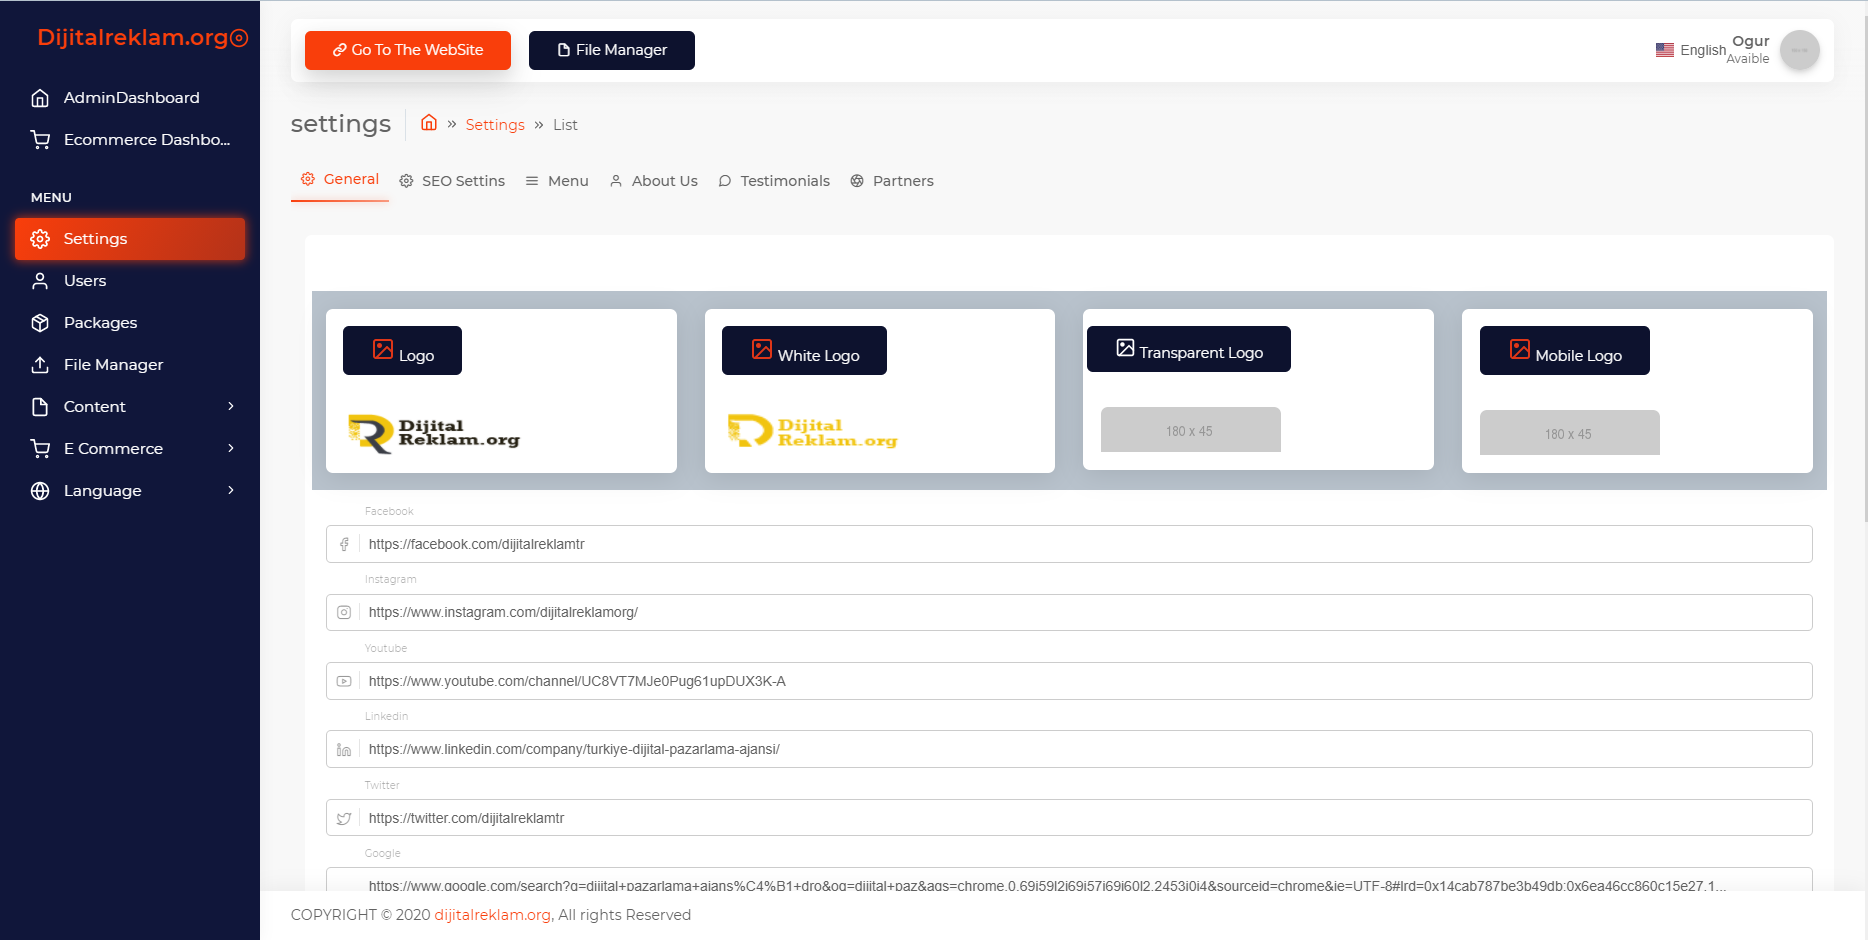 Dijitalreklam.org
AdminDashboard
Ecommerce Dashbo...
MENU
Settings
Users
Packages
File Manager
Content
E Commerce
Language
Go To The WebSite
File Manager
English
Ogur
Avaible
settings
» Settings » List
General
SEO Settins
Menu
About Us
Testimonials
Partners
Logo
White Logo
Transparent Logo
Mobile Logo
Dijital
Reklam.org
Dijital
Reklam.org
180 x 45
180 x 45
Facebook
https://facebook.com/dijitalreklamtr
Instagram
https://www.instagram.com/dijitalreklamorg/
Youtube
https://www.youtube.com/channel/UC8VT7MJe0Pug61upDUX3K-A
Linkedin
https://www.linkedin.com/company/turkiye-dijital-pazarlama-ajansi/
Twitter
https://twitter.com/dijitalreklamtr
Google
https://www.google.com/search?q=dijital+pazarlama+ajans%C4%B1+dro&oq=dijital+paz&aqs=chrome.0.69i59l2j69i57j69i60l2.2453j0j4&sourceid=chrome&ie=UTF-8#lrd=0x14cab787be3b49db:0x6ea46cc860c15e27,1...
COPYRIGHT © 2020 dijitalreklam.org, All rights Reserved